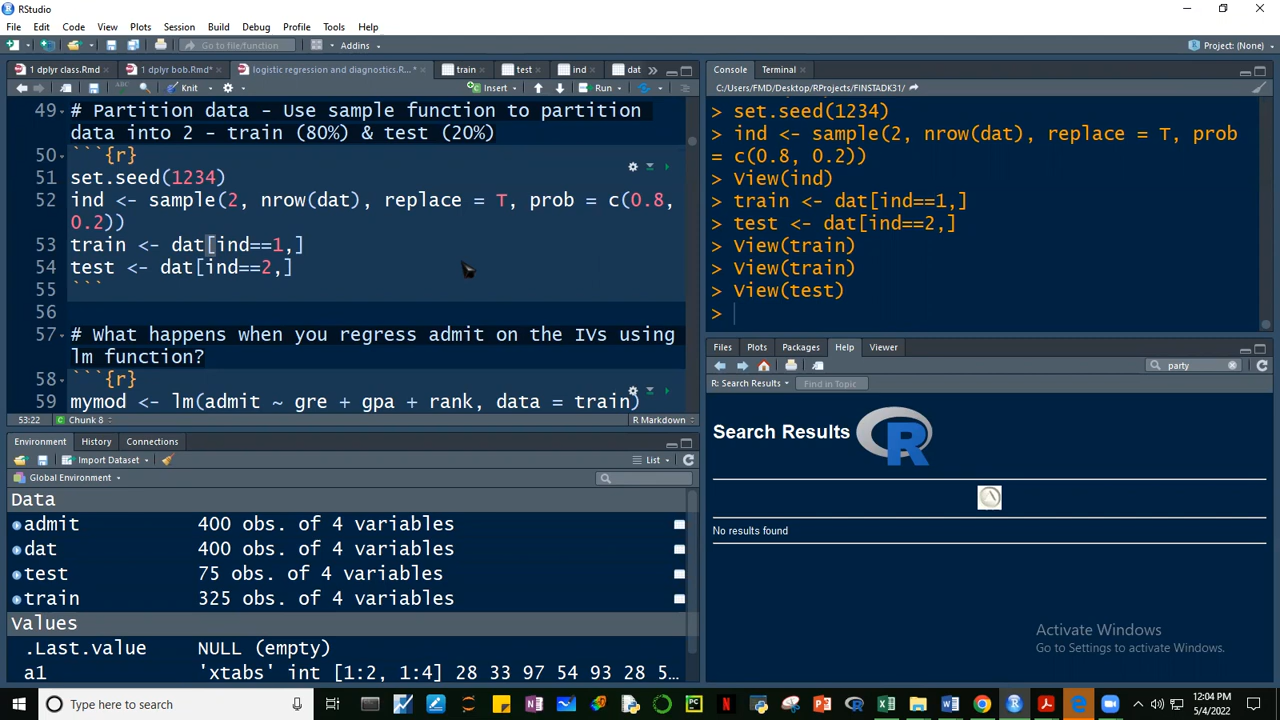 RStudio
File Edit Code View Plots Session Build Debug Profile Tools Help
Go to file/function Addins Project: (None)
1 dplyr class.Rmd 1 dplyr bob.Rmd* logistic regression and diagnostics.R...* train test ind dat
Knit Insert Run
49 # Partition data - Use sample function to partition
data into 2 - train (80%) & test (20%)
50 ```{r}
51 set.seed(1234)
52 ind <- sample(2, nrow(dat), replace = T, prob = c(0.8,
0.2))
53 train <- dat[ind==1,]
54 test <- dat[ind==2,]
55 ```
56
57 # What happens when you regress admit on the IVs using
lm function?
58 ```{r}
59 mymod <- lm(admit ~ gre + gpa + rank, data = train)
53:22 Chunk 8 R Markdown
Environment History Connections
Import Dataset List
Global Environment
Data
admit 400 obs. of 4 variables
dat 400 obs. of 4 variables
test 75 obs. of 4 variables
train 325 obs. of 4 variables
Values
.Last.value NULL (empty)
a1 'xtabs' int [1:2, 1:4] 28 33 97 54 93 28 5...
Console Terminal
C:/Users/FMD/Desktop/RProjects/FINSTADK31/
> set.seed(1234)
> ind <- sample(2, nrow(dat), replace = T, prob
= c(0.8, 0.2))
> View(ind)
> train <- dat[ind==1,]
> test <- dat[ind==2,]
> View(train)
> View(train)
> View(test)
>
Files Plots Packages Help Viewer
party
R: Search Results Find in Topic
Search Results R
No results found
Activate Windows
Go to Settings to activate Windows.
Type here to search
12:04 PM
5/4/2022